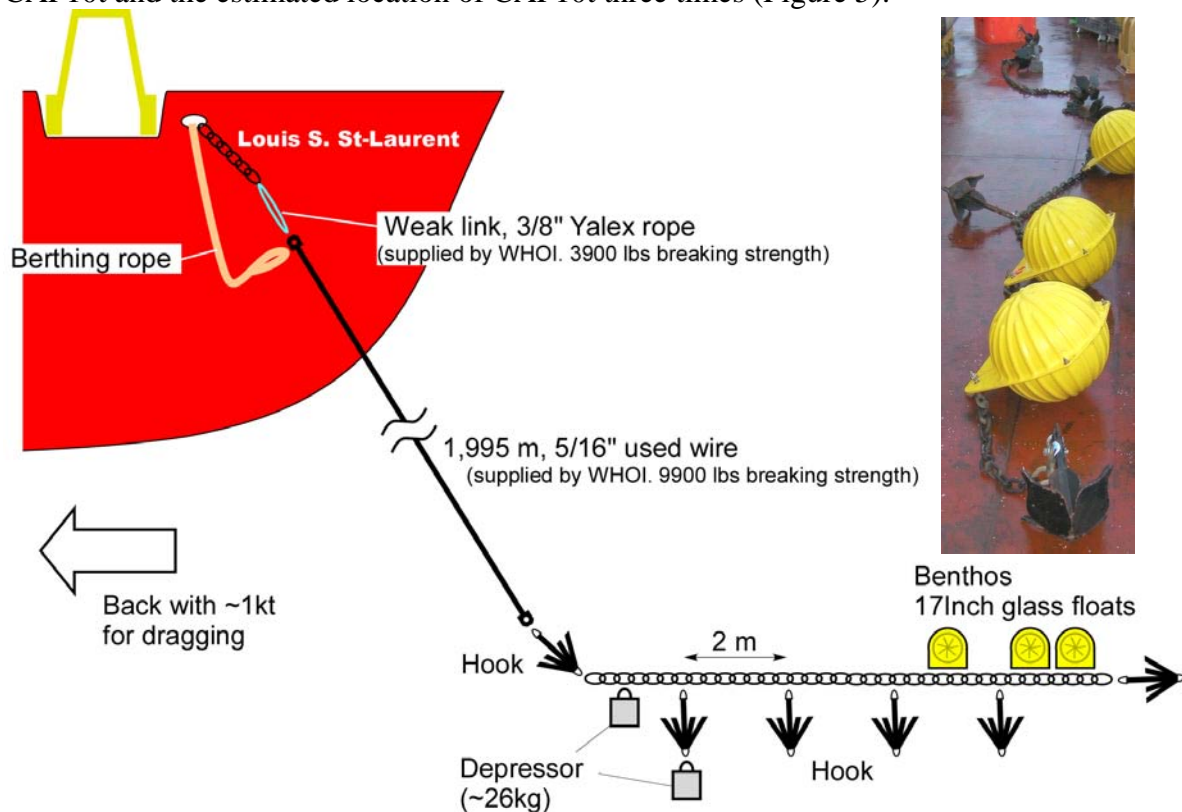 CAP10t and the estimated location of CAP10t three times (Figure 3).
Louis S. St-Laurent
Weak link, 3/8" Yalex rope
(supplied by WHOI. 3900 lbs breaking strength)
Berthing rope
1,995 m, 5/16" used wire
(supplied by WHOI. 9900 lbs breaking strength)
Back with ~1kt
for dragging
Benthos
17Inch glass floats
2 m
Hook
Depressor
(~26kg)
Hook